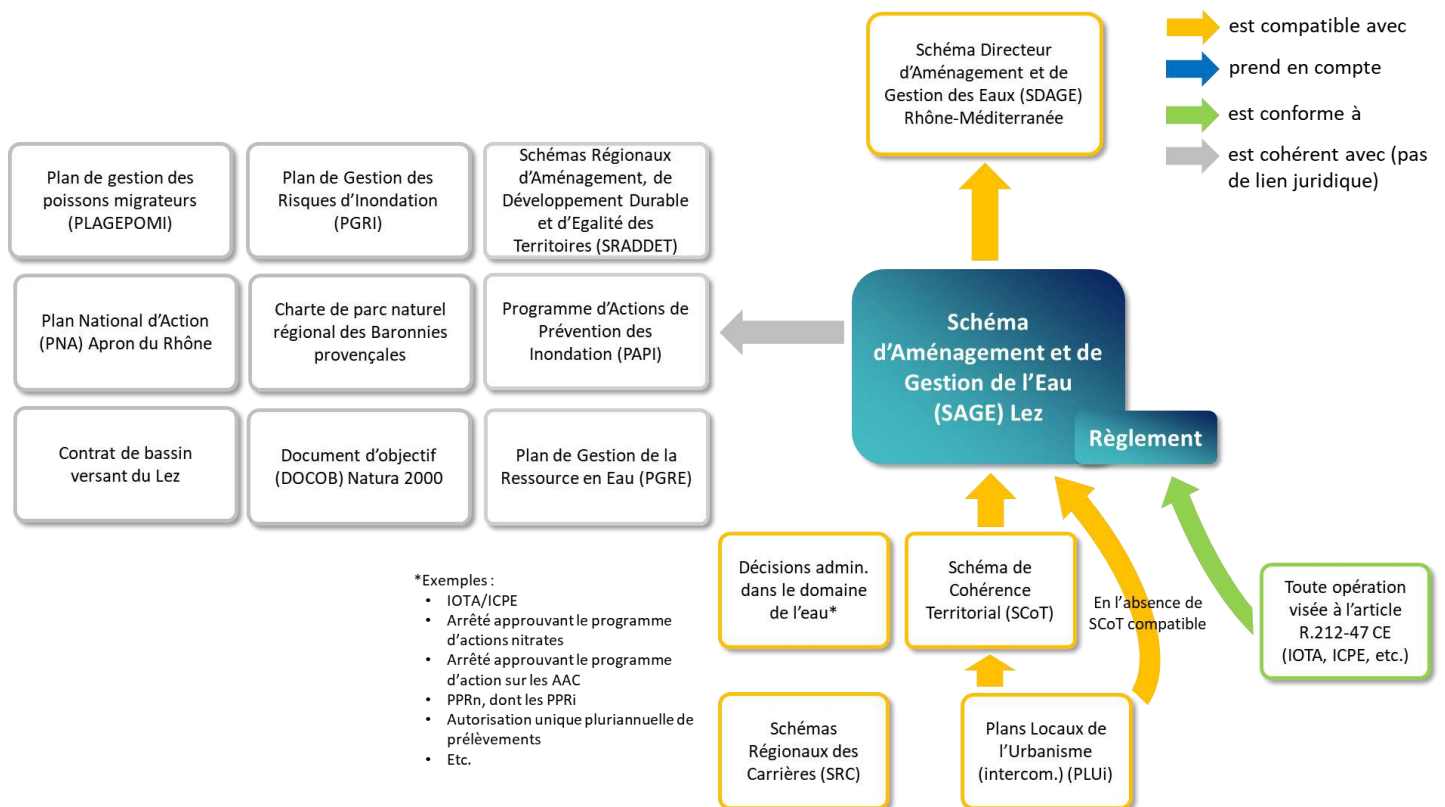 Schéma Directeur
d'Aménagement et de
Gestion des Eaux (SDAGE)
Rhône-Méditerranée
est compatible avec
prend en compte
est conforme à
est cohérent avec (pas
de lien juridique)
Plan de gestion des
poissons migrateurs
(PLAGEPOMI)
Plan de Gestion des
Risques d'Inondation
(PGRI)
Schémas Régionaux
d'Aménagement, de
Développement Durable
et d'Egalité des
Territoires (SRADDET)
Plan National d'Action
(PNA) Apron du Rhône
Charte de parc naturel
régional des Baronnies
provençales
Programme d'Actions de
Prévention des
Inondation (PAPI)
Schéma
d'Aménagement et de
Gestion de l'Eau
(SAGE) Lez
Règlement
Contrat de bassin
versant du Lez
Document d'objectif
(DOCOB) Natura 2000
Plan de Gestion de la
Ressource en Eau (PGRE)
*Exemples :
• IOTA/ICPE
• Arrêté approuvant le programme
d'actions nitrates
• Arrêté approuvant le programme
d'action sur les AAC
• PPRn, dont les PPRi
• Autorisation unique pluriannuelle de
prélèvements
• Etc.
Décisions admin.
dans le domaine
de l'eau*
Schéma de
Cohérence
Territorial (SCoT)
En l'absence de
SCoT compatible
Toute opération
visée à l'article
R.212-47 CE
(IOTA, ICPE, etc.)
Schémas
Régionaux des
Carrières (SRC)
Plans Locaux de
l'Urbanisme
(intercom.) (PLUi)